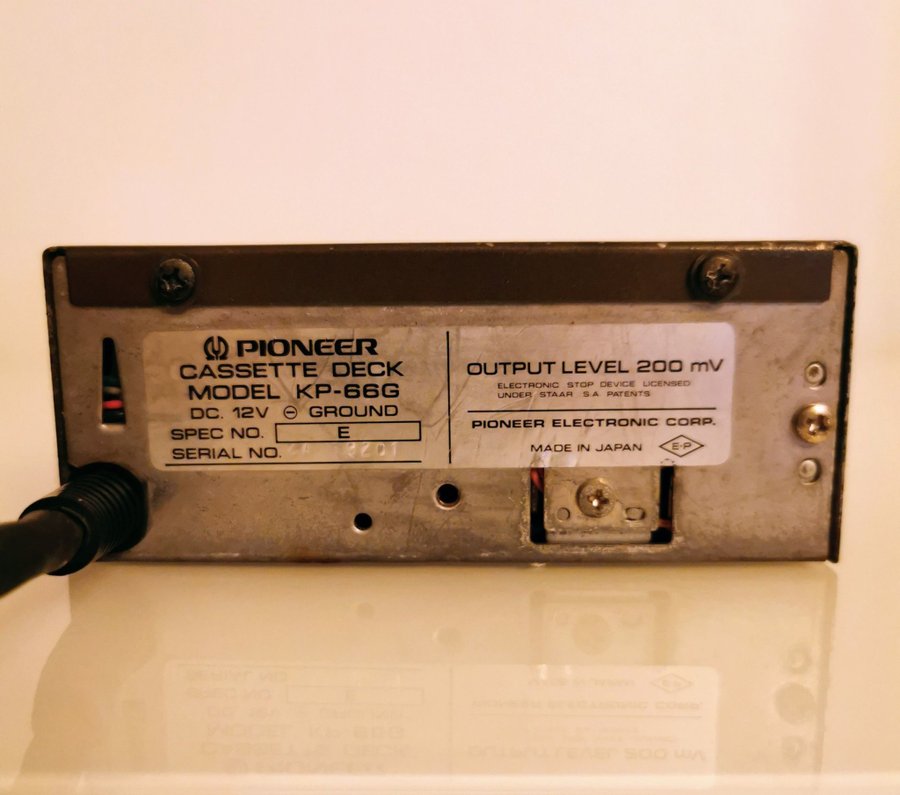 PIONEER
CASSETTE DECK
MODEL KP-66G
DC. 12V ⊖ GROUND
SPEC NO. E
SERIAL NO.
OUTPUT LEVEL 200 mV
ELECTRONIC STOP DEVICE LICENSED
UNDER STAAR S.A PATENTS
PIONEER ELECTRONIC CORP.
MADE IN JAPAN E-P